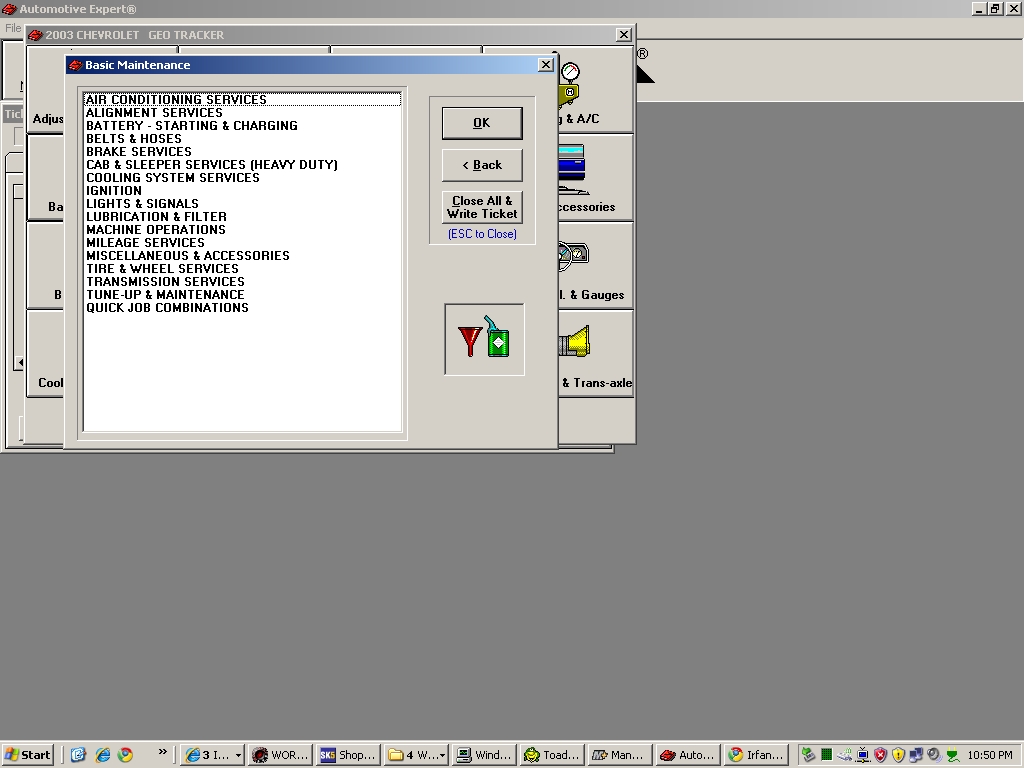 Automotive Expert®
File
2003 CHEVROLET GEO TRACKER
®
Basic Maintenance
AIR CONDITIONING SERVICES
ALIGNMENT SERVICES
BATTERY - STARTING & CHARGING
BELTS & HOSES
BRAKE SERVICES
CAB & SLEEPER SERVICES (HEAVY DUTY)
COOLING SYSTEM SERVICES
IGNITION
LIGHTS & SIGNALS
LUBRICATION & FILTER
MACHINE OPERATIONS
MILEAGE SERVICES
MISCELLANEOUS & ACCESSORIES
TIRE & WHEEL SERVICES
TRANSMISSION SERVICES
TUNE-UP & MAINTENANCE
QUICK JOB COMBINATIONS
OK
< Back
Close All &
Write Ticket
(ESC to Close)
Tic
Adjus
g & A/C
Ba
ccessories
B
l. & Gauges
Cool
& Trans-axle
Start
»
3 I...
WOR...
SKS Shop...
4 W...
Wind...
Toad...
Man...
Auto...
Irfan...
10:50 PM